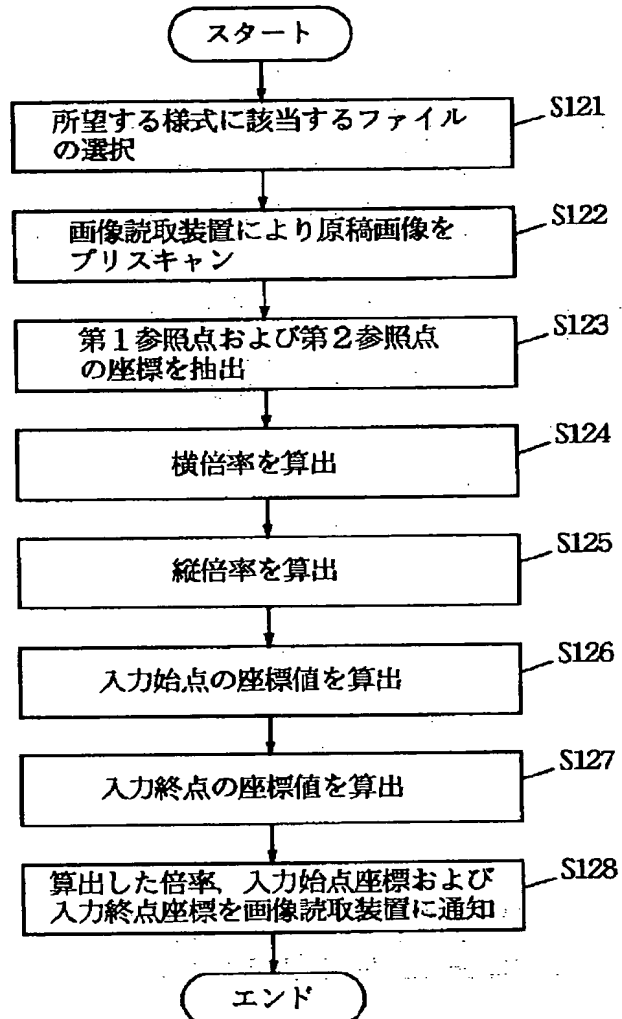 スタート
所望する様式に該当するファイル
の選択
S121
画像読取装置により原稿画像を
プリスキャン
S122
第1参照点および第2参照点
の座標を抽出
S123
横倍率を算出
S124
縦倍率を算出
S125
入力始点の座標値を算出
S126
入力終点の座標値を算出
S127
算出した倍率、入力始点座標および
入力終点座標を画像読取装置に通知
S128
エンド